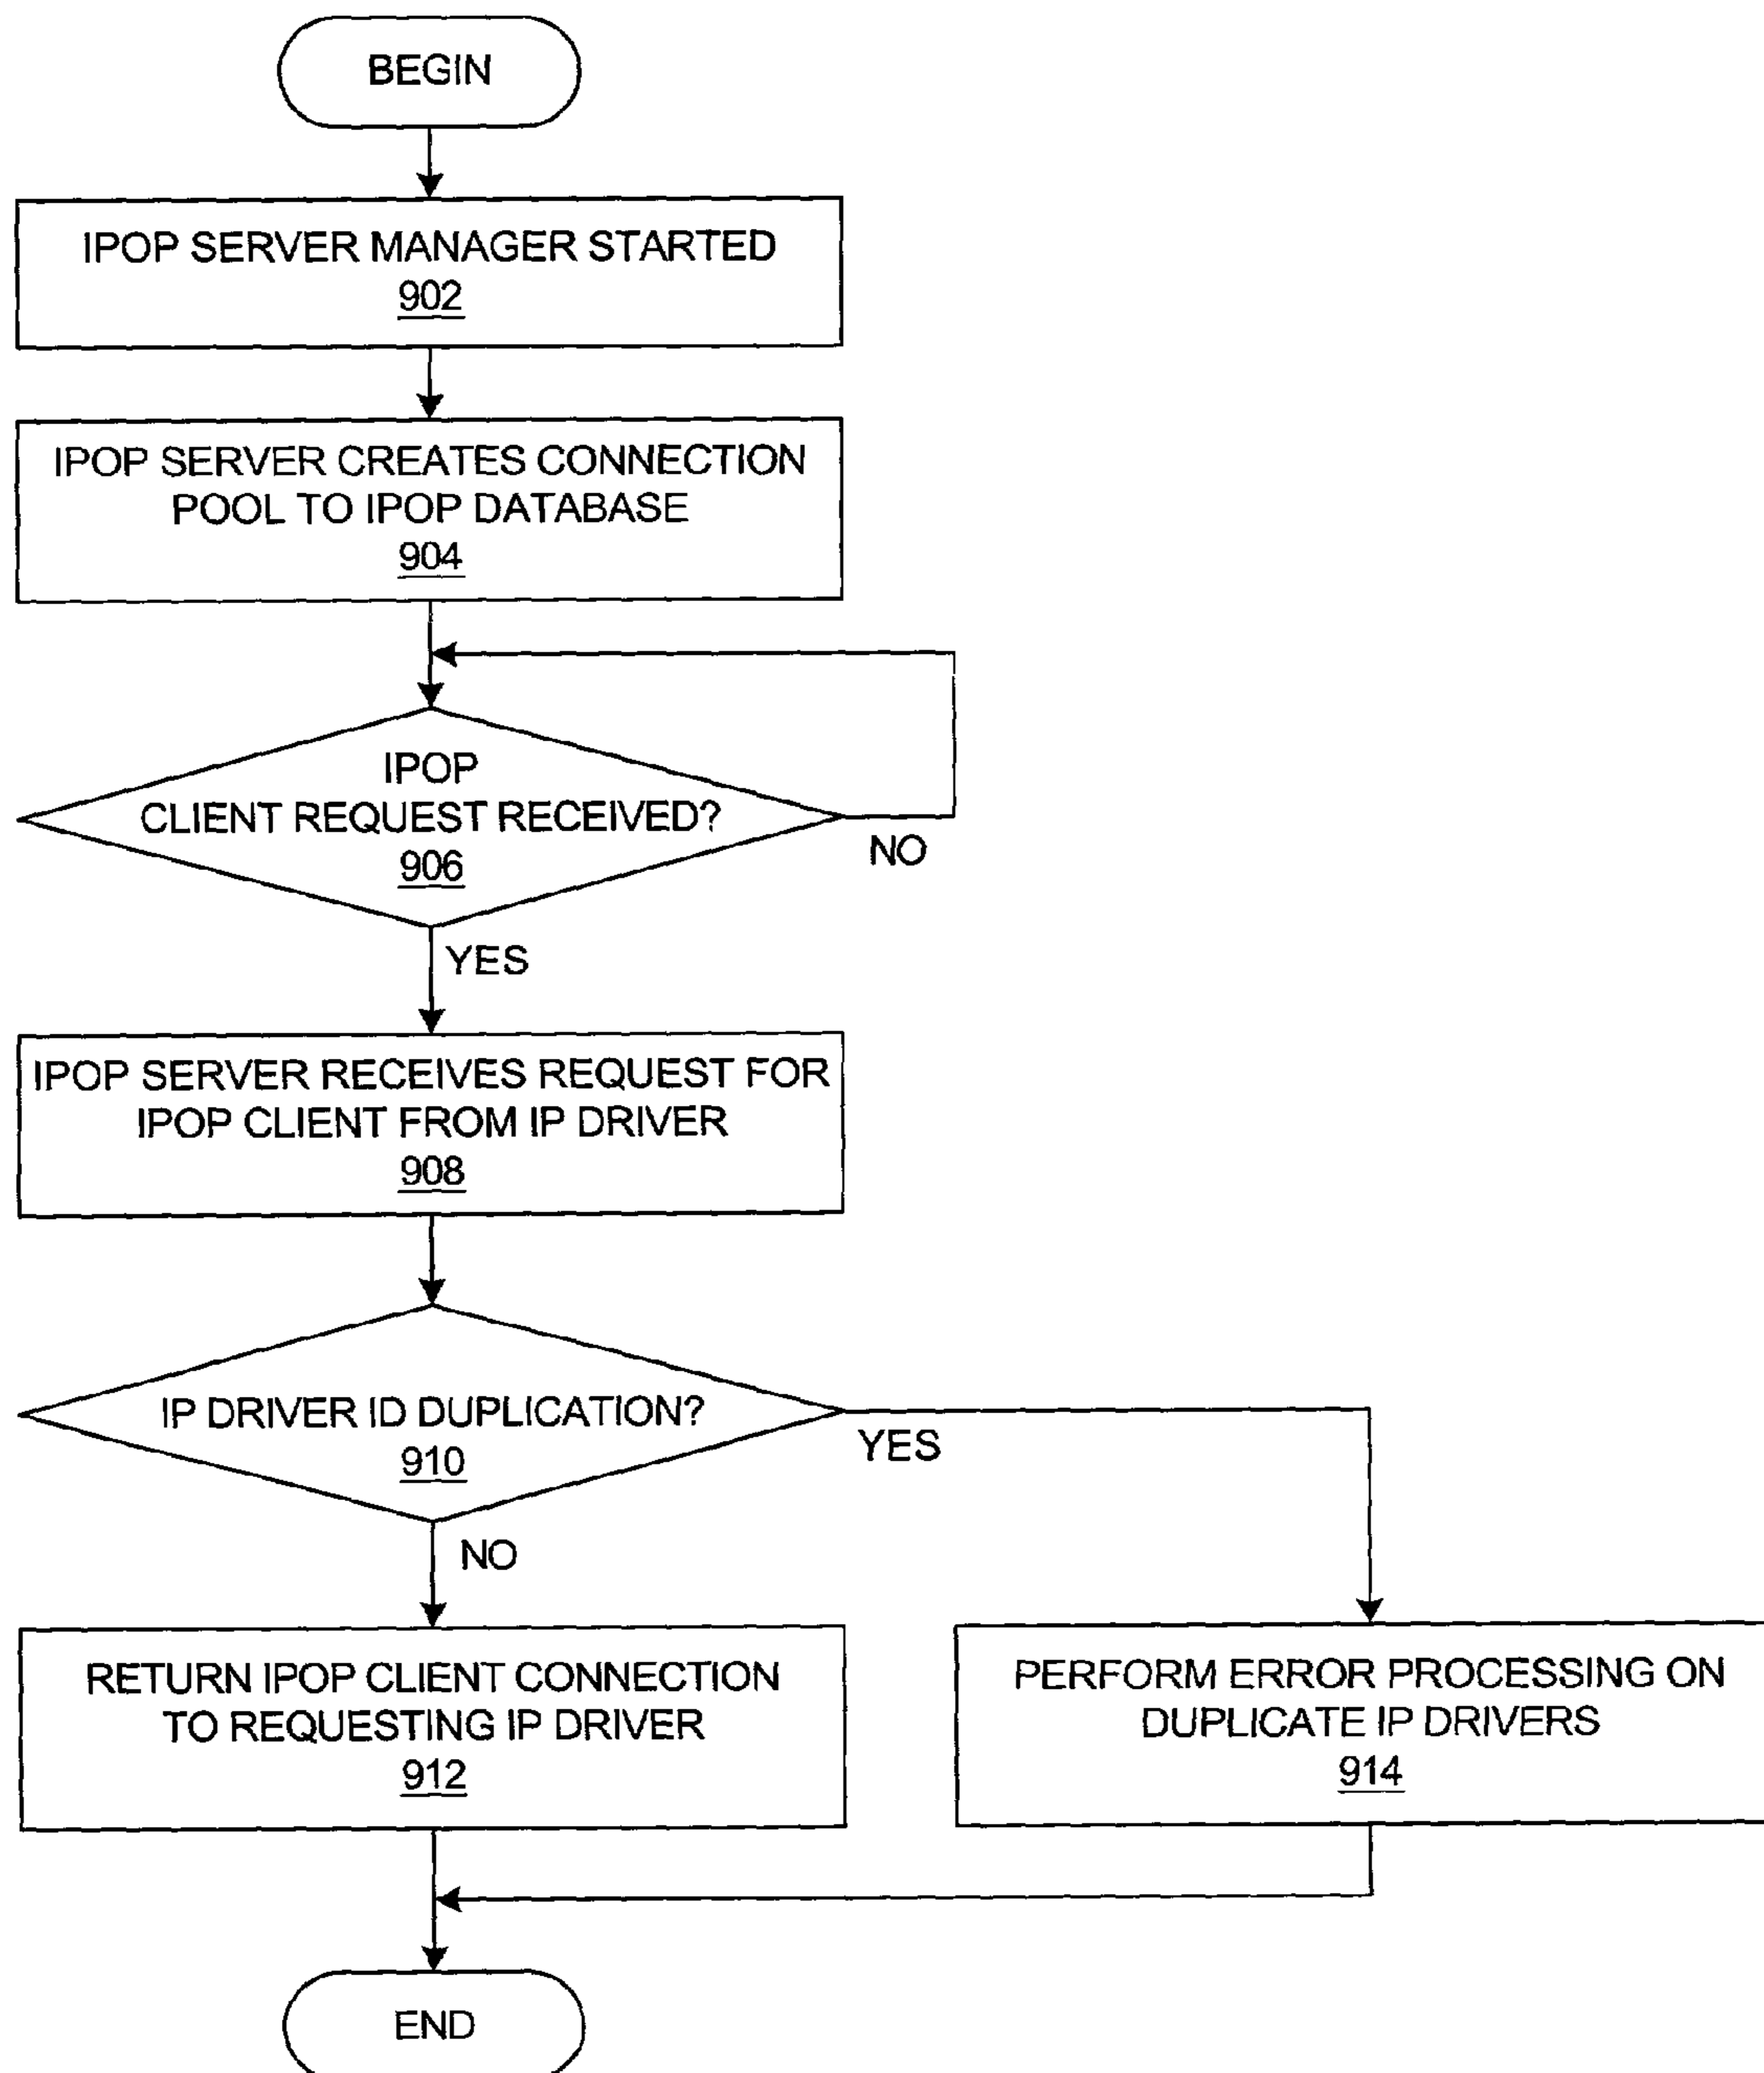 BEGIN
IPOP SERVER MANAGER STARTED
902
IPOP SERVER CREATES CONNECTION
POOL TO IPOP DATABASE
904
IPOP
CLIENT REQUEST RECEIVED?
906
NO
YES
IPOP SERVER RECEIVES REQUEST FOR
IPOP CLIENT FROM IP DRIVER
908
IP DRIVER ID DUPLICATION?
910
YES
NO
RETURN IPOP CLIENT CONNECTION
TO REQUESTING IP DRIVER
912
PERFORM ERROR PROCESSING ON
DUPLICATE IP DRIVERS
914
END